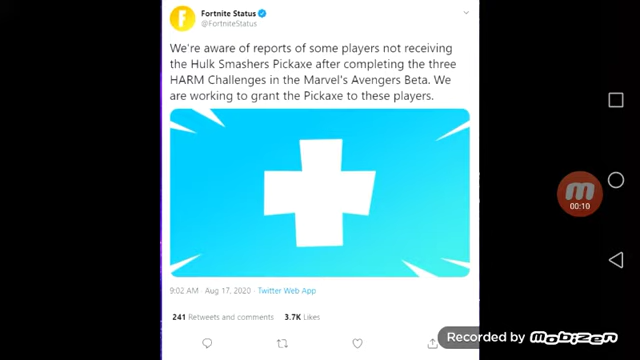 Fortnite Status
@FortniteStatus
We're aware of reports of some players not receiving
the Hulk Smashers Pickaxe after completing the three
HARM Challenges in the Marvel's Avengers Beta. We
are working to grant the Pickaxe to these players.
9:02 AM · Aug 17, 2020 · Twitter Web App
241 Retweets and comments 3.7K Likes
00:10
Recorded by mobizen